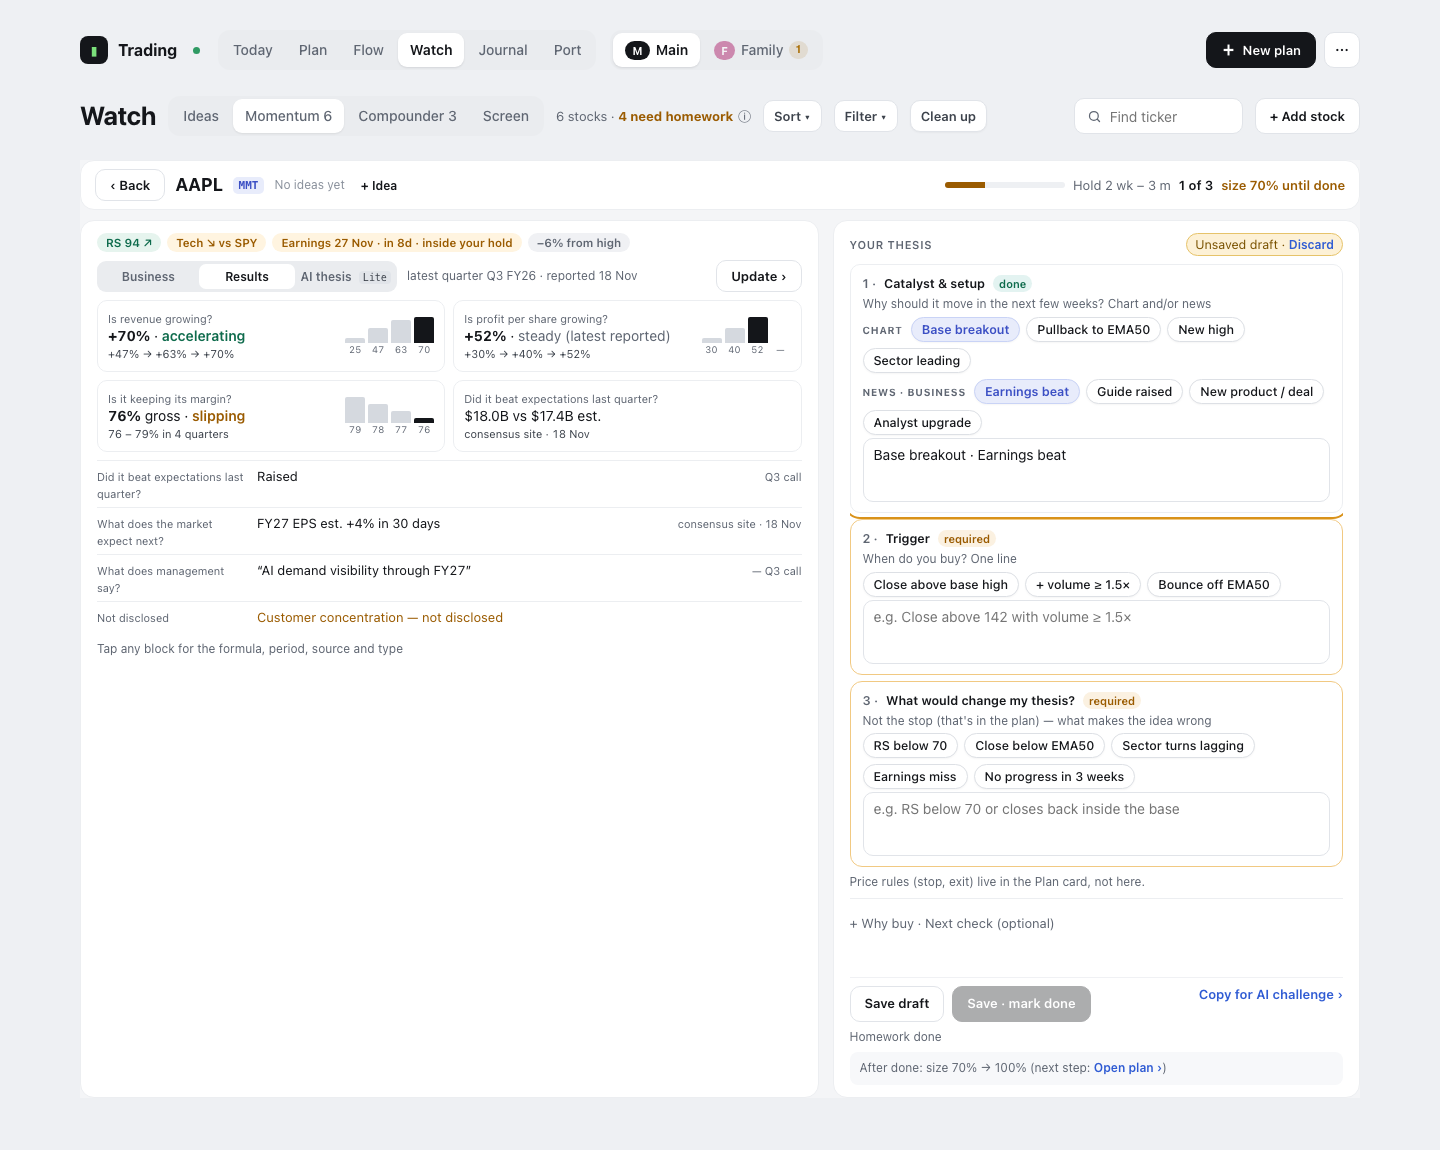 Trading
Today Plan Flow Watch Journal Port
M Main F Family 1
+ New plan ···
Watch
Ideas Momentum 6 Compounder 3 Screen
6 stocks · 4 need homework ⓘ
Sort ▾ Filter ▾ Clean up
Find ticker
+ Add stock
‹ Back AAPL MMT No ideas yet + Idea
Hold 2 wk – 3 m 1 of 3 size 70% until done
RS 94 ↗ Tech ↘ vs SPY Earnings 27 Nov · in 8d · inside your hold −6% from high
Business Results AI thesis Lite latest quarter Q3 FY26 · reported 18 Nov Update ›
Is revenue growing?
+70% · accelerating
+47% → +63% → +70%
25 47 63 70
Is profit per share growing?
+52% · steady (latest reported)
+30% → +40% → +52%
30 40 52 —
Is it keeping its margin?
76% gross · slipping
76 – 79% in 4 quarters
79 78 77 76
Did it beat expectations last quarter?
$18.0B vs $17.4B est.
consensus site · 18 Nov
Did it beat expectations last quarter?
Raised
Q3 call
What does the market expect next?
FY27 EPS est. +4% in 30 days
consensus site · 18 Nov
What does management say?
“AI demand visibility through FY27”
— Q3 call
Not disclosed
Customer concentration — not disclosed
Tap any block for the formula, period, source and type
YOUR THESIS
Unsaved draft · Discard
1 · Catalyst & setup done
Why should it move in the next few weeks? Chart and/or news
CHART Base breakout Pullback to EMA50 New high
Sector leading
NEWS · BUSINESS Earnings beat Guide raised New product / deal
Analyst upgrade
Base breakout · Earnings beat
2 · Trigger required
When do you buy? One line
Close above base high + volume ≥ 1.5× Bounce off EMA50
e.g. Close above 142 with volume ≥ 1.5×
3 · What would change my thesis? required
Not the stop (that's in the plan) — what makes the idea wrong
RS below 70 Close below EMA50 Sector turns lagging
Earnings miss No progress in 3 weeks
e.g. RS below 70 or closes back inside the base
Price rules (stop, exit) live in the Plan card, not here.
+ Why buy · Next check (optional)
Save draft Save · mark done Copy for AI challenge ›
Homework done
After done: size 70% → 100% (next step: Open plan ›)